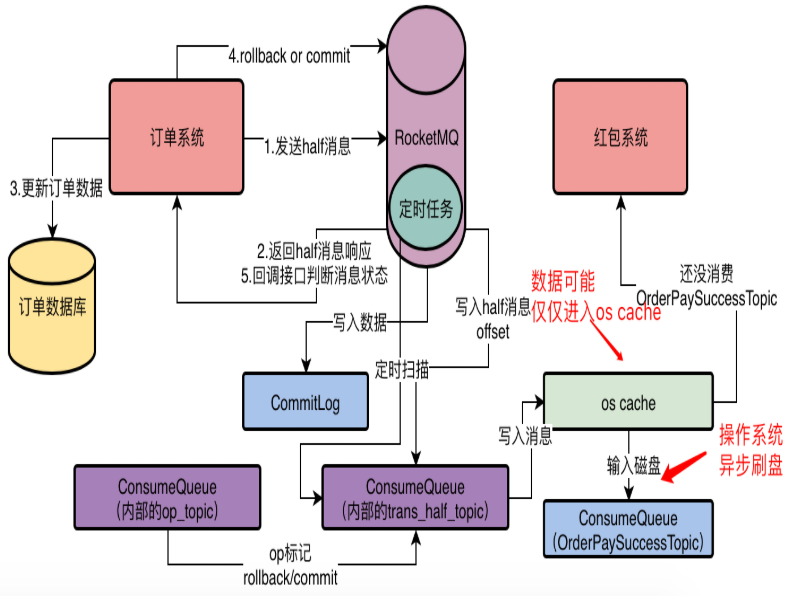 4.rollback or commit
订单系统
1.发送half消息
RocketMQ
红包系统
3.更新订单数据
定时任务
2.返回half消息响应
5.回调接口判断消息状态
订单数据库
写入half消息
offset
数据可能
仅仅进入os cache
还没消费
OrderPaySuccessTopic
写入数据
定时扫描
CommitLog
os cache
写入消息
操作系统
异步刷盘
输入磁盘
ConsumeQueue
(内部的op_topic)
ConsumeQueue
(内部的trans_half_topic)
ConsumeQueue
(OrderPaySuccessTopic)
op标记
rollback/commit